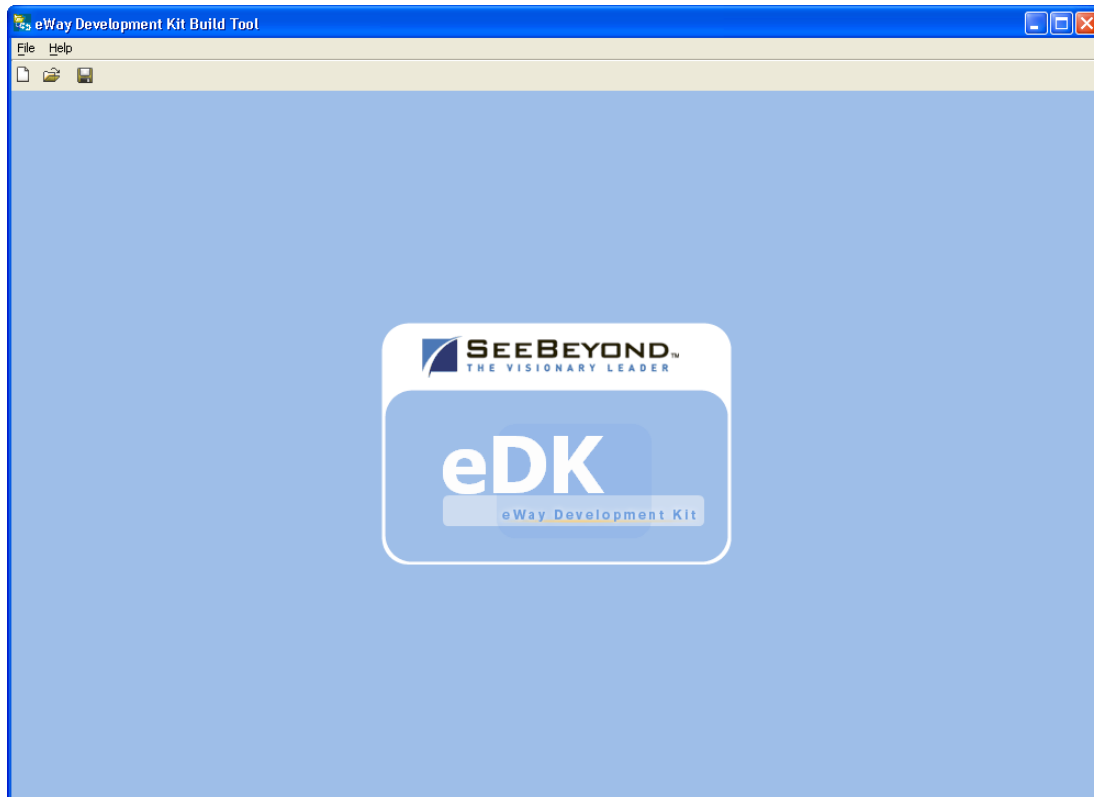 eWay Development Kit Build Tool
File Help
SEEBEYOND™
THE VISIONARY LEADER
eDK
eWay Development Kit